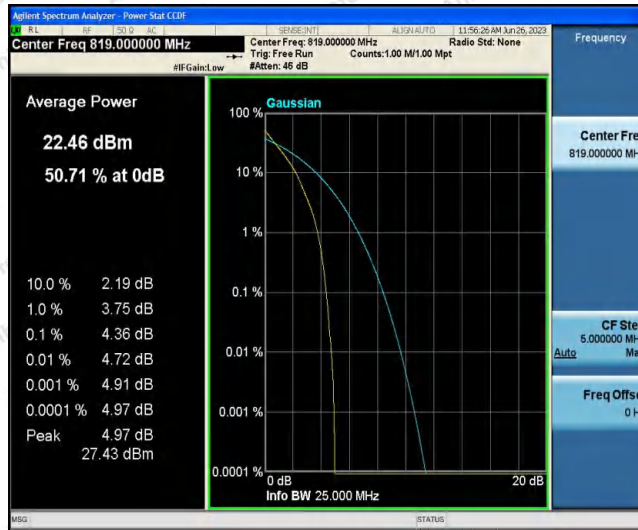 Agilent Spectrum Analyzer - Power Stat CCDF
RL RF 50 Ω AC SENSE:INT ALIGN AUTO 11:56:26 AM Jun 26, 2023
Center Freq 819.000000 MHz
Center Freq: 819.000000 MHz Radio Std: None
Trig: Free Run Counts:1.00 M/1.00 Mpt
#IFGain:Low #Atten: 46 dB
Frequency
Average Power
22.46 dBm
50.71 % at 0dB
10.0 % 2.19 dB
1.0 % 3.75 dB
0.1 % 4.36 dB
0.01 % 4.72 dB
0.001 % 4.91 dB
0.0001 % 4.97 dB
Peak 4.97 dB
27.43 dBm
Gaussian
100 %
10 %
1 %
0.1 %
0.01 %
0.001 %
0.0001 %
0 dB 20 dB
Info BW 25.000 MHz
Center Fre
819.000000 MH
CF Ste
5.000000 MH
Auto Ma
Freq Offse
0 H
MSG STATUS